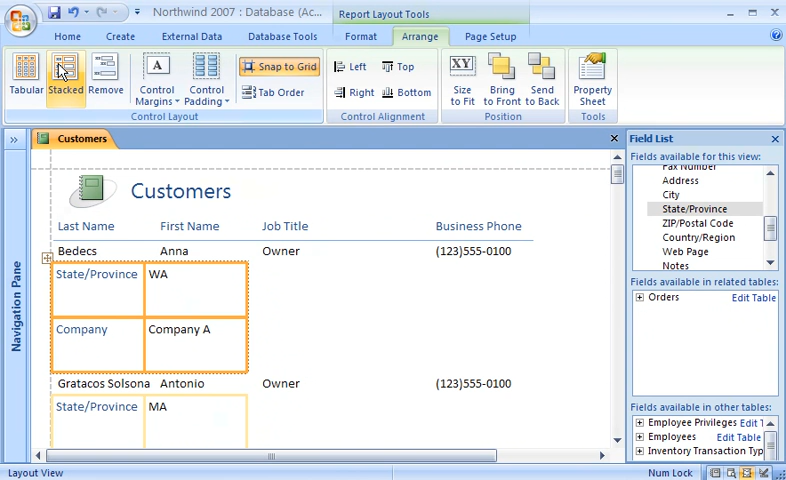 Northwind 2007 : Database (Ac...
Report Layout Tools
Home
Create
External Data
Database Tools
Format
Arrange
Page Setup
Tabular
Stacked
Remove
Control Margins
Control Padding
Snap to Grid
Tab Order
Left
Top
Right
Bottom
Size to Fit
Bring to Front
Send to Back
Property Sheet
Control Layout
Control Alignment
Position
Tools
Navigation Pane
Customers
Customers
Last Name First Name Job Title Business Phone
Bedecs Anna Owner (123)555-0100
State/Province WA
Company Company A
Gratacos Solsona Antonio Owner (123)555-0100
State/Province MA
Field List
Fields available for this view:
Fax Number
Address
City
State/Province
ZIP/Postal Code
Country/Region
Web Page
Notes
Fields available in related tables:
Orders Edit Table
Fields available in other tables:
Employee Privileges Edit T
Employees Edit Table
Inventory Transaction Typ
Layout View
Num Lock